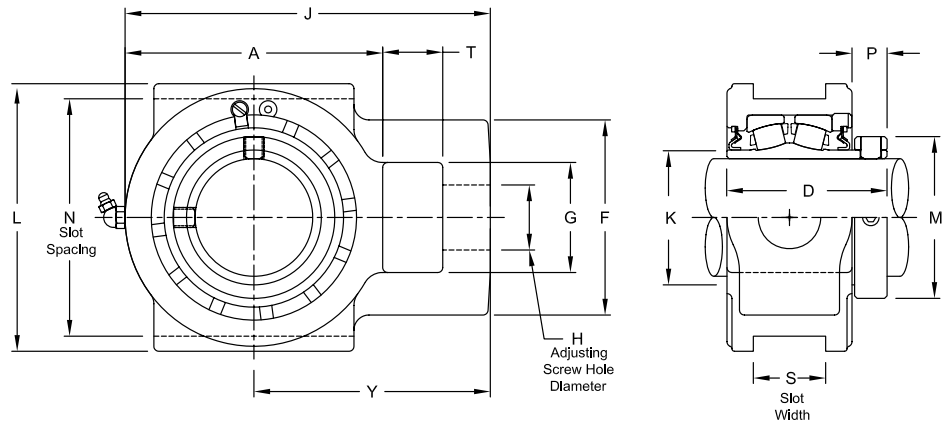 J
A
T
P
L
N
Slot
Spacing
G
F
H
Adjusting
Screw Hole
Diameter
Y
K
D
M
S
Slot
Width